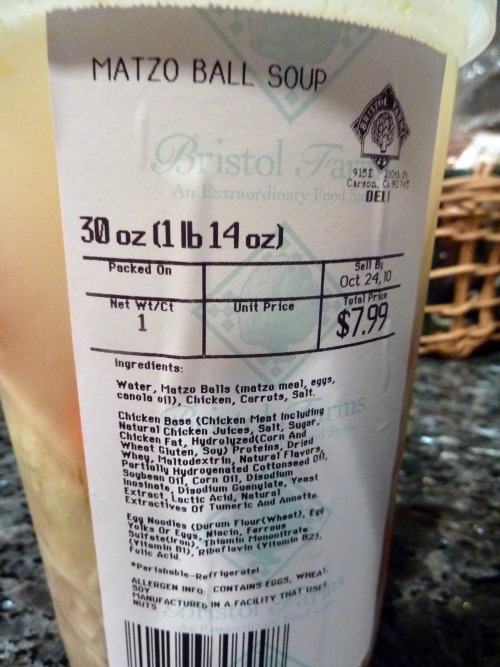 MATZO BALL SOUP
BRISTOL FARMS
Bristol Farms
An Extraordinary Food Store
915 E. 230th St.
Carson, Ca 90745
DELI
30 oz (1 lb 14 oz)
Packed On
Sell By
Oct 24, 10
Net Wt/Ct
1
Unit Price
Total Price
$7.99
Ingredients:
Water, Matzo Balls (matzo meal, eggs,
canola oil), Chicken, Carrots, Salt.
Chicken Base (Chicken Meat Including
Natural Chicken Juices, Salt, Sugar,
Chicken Fat, Hydrolyzed(Corn And
Wheat Gluten, Soy) Proteins, Dried
Whey, Maltodextrin, Natural Flavors,
Partially Hydrogenated Cottonseed Oil,
Soybean Oil, Corn Oil, Disodium
Inosinate, Disodium Guanylate, Yeast
Extract, Lactic Acid, Natural
Extractives Of Tumeric And Annatto.
Egg Noodles (Durum Flour(Wheat), Egg
Yolks Or Eggs, Niacin, Ferrous
Sulfate(Iron), Thiamin Mononitrate
(Vitamin B1), Riboflavin (Vitamin B2),
Folic Acid.
*Perishable-Refrigerate!
ALLERGEN INFO: CONTAINS EGGS, WHEAT,
SOY
MANUFACTURED IN A FACILITY THAT USES
NUTS